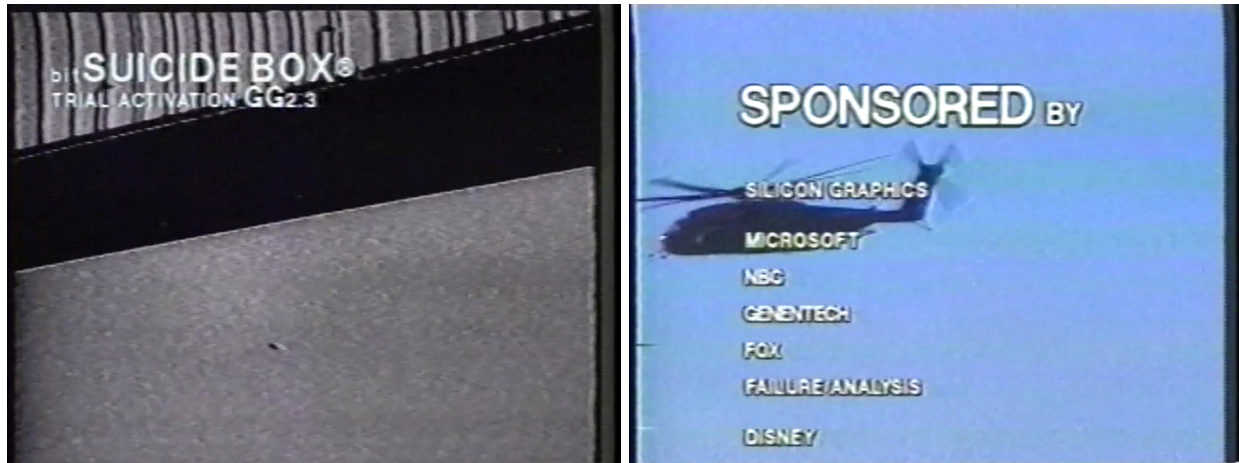 bit SUICIDE BOX®
TRIAL ACTIVATION GG2.3
SPONSORED BY
SILICON GRAPHICS
MICROSOFT
NBC
GENENTECH
FOX
FAILURE/ANALYSIS
DISNEY